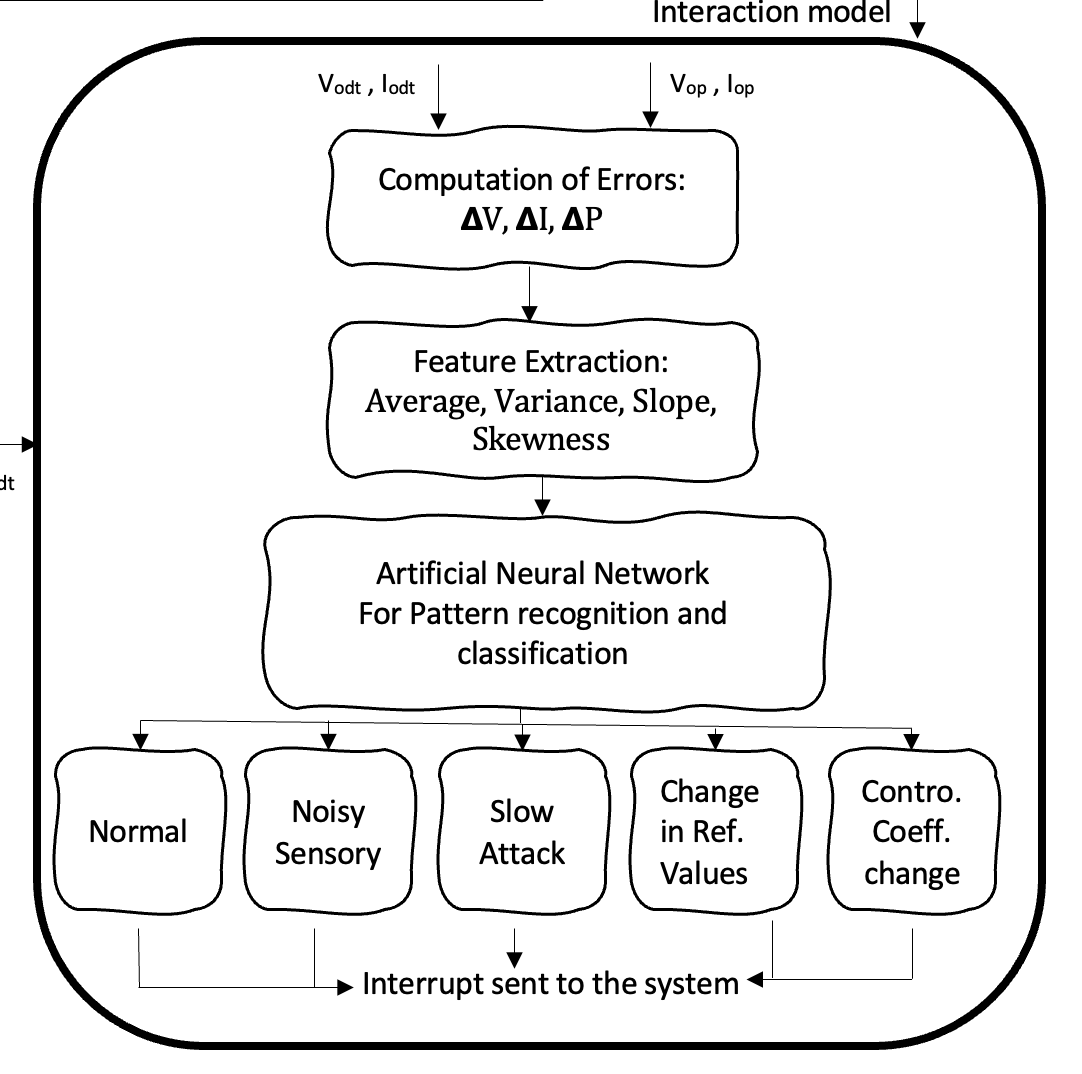 Interaction model
Vodt , Iodt
Vop , Iop
Computation of Errors:
ΔV, ΔI, ΔP
Feature Extraction:
Average, Variance, Slope,
Skewness
dt
Artificial Neural Network
For Pattern recognition and
classification
Normal
Noisy
Sensory
Slow
Attack
Change
in Ref.
Values
Contro.
Coeff.
change
Interrupt sent to the system